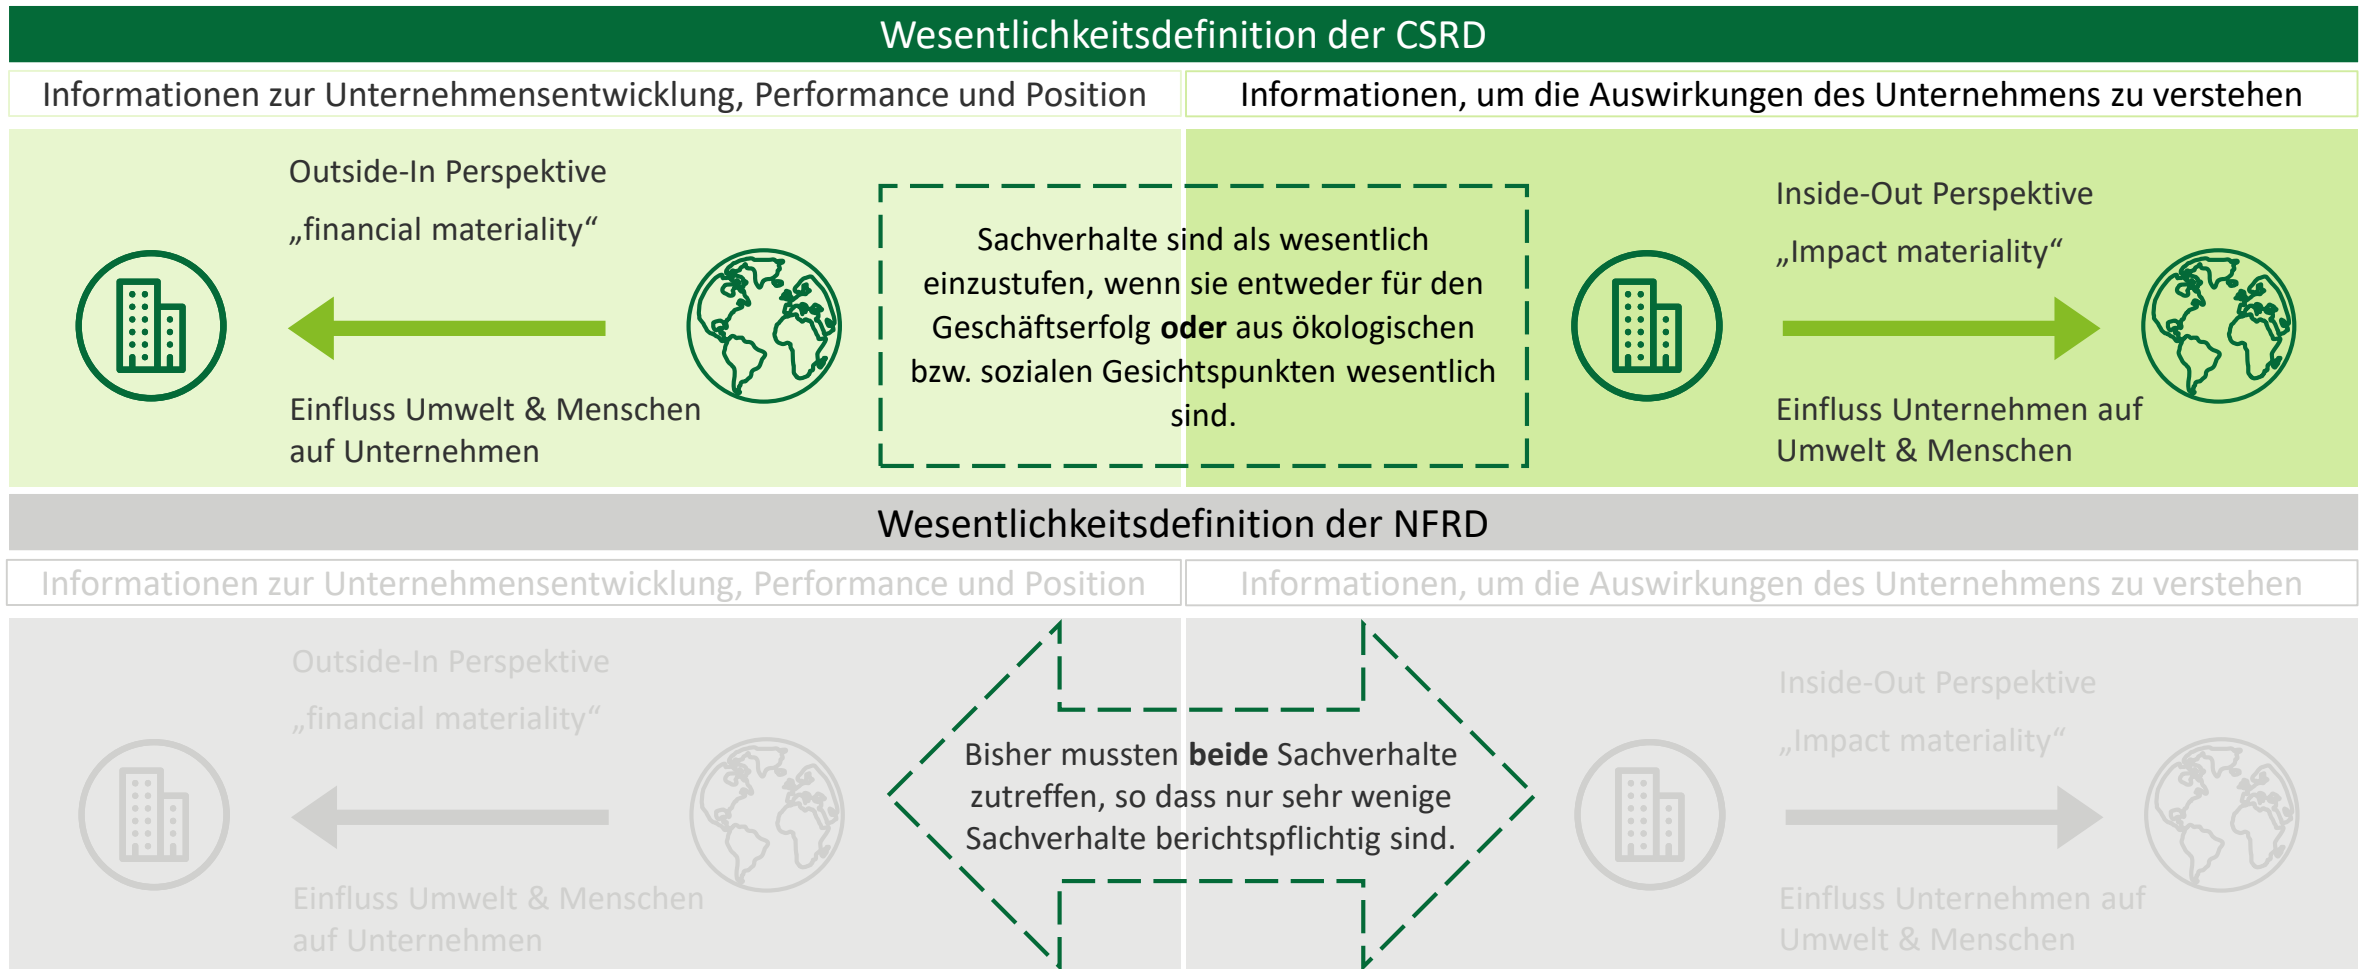 Wesentlichkeitsdefinition der CSRD
Informationen zur Unternehmensentwicklung, Performance und Position
Informationen, um die Auswirkungen des Unternehmens zu verstehen
Outside-In Perspektive
„financial materiality“
Einfluss Umwelt & Menschen
auf Unternehmen
Sachverhalte sind als wesentlich
einzustufen, wenn sie entweder für den
Geschäftserfolg oder aus ökologischen
bzw. sozialen Gesichtspunkten wesentlich
sind.
Inside-Out Perspektive
„Impact materiality“
Einfluss Unternehmen auf
Umwelt & Menschen
Wesentlichkeitsdefinition der NFRD
Informationen zur Unternehmensentwicklung, Performance und Position
Informationen, um die Auswirkungen des Unternehmens zu verstehen
Outside-In Perspektive
„financial materiality“
Einfluss Umwelt & Menschen
auf Unternehmen
Bisher mussten beide Sachverhalte
zutreffen, so dass nur sehr wenige
Sachverhalte berichtspflichtig sind.
Inside-Out Perspektive
„Impact materiality“
Einfluss Unternehmen auf
Umwelt & Menschen